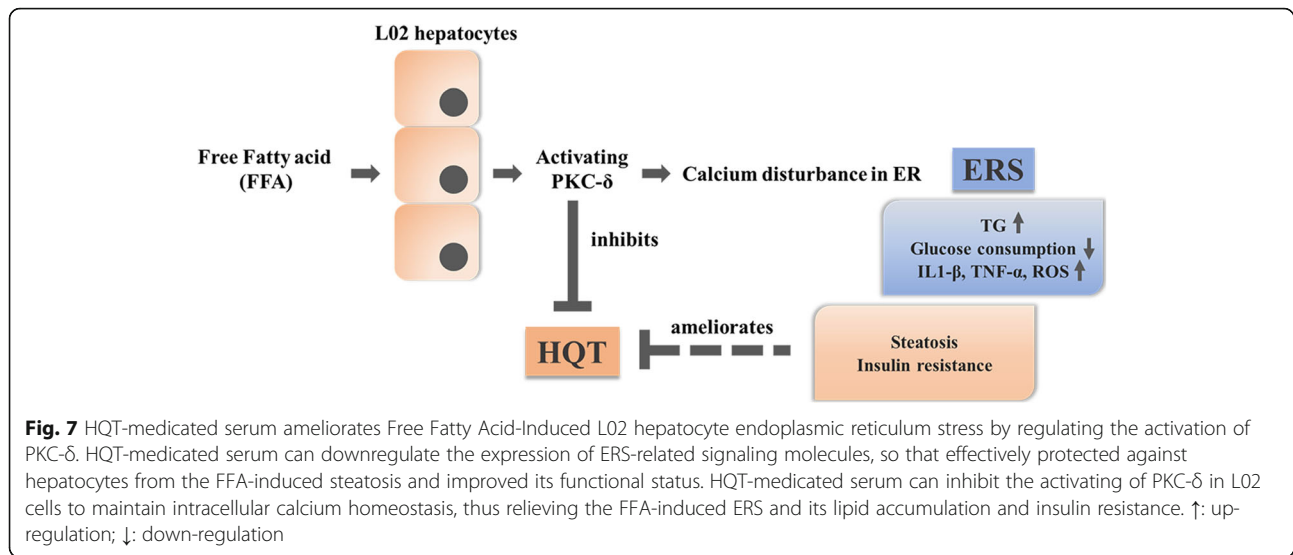 L02 hepatocytes
Free Fatty acid
(FFA)
Activating
PKC-δ
Calcium disturbance in ER
ERS
TG ↑
Glucose consumption ↓
IL1-β, TNF-α, ROS ↑
inhibits
HQT
ameliorates
Steatosis
Insulin resistance
Fig. 7 HQT-medicated serum ameliorates Free Fatty Acid-Induced L02 hepatocyte endoplasmic reticulum stress by regulating the activation of
PKC-δ. HQT-medicated serum can downregulate the expression of ERS-related signaling molecules, so that effectively protected against
hepatocytes from the FFA-induced steatosis and improved its functional status. HQT-medicated serum can inhibit the activating of PKC-δ in L02
cells to maintain intracellular calcium homeostasis, thus relieving the FFA-induced ERS and its lipid accumulation and insulin resistance. ↑: up-
regulation; ↓: down-regulation